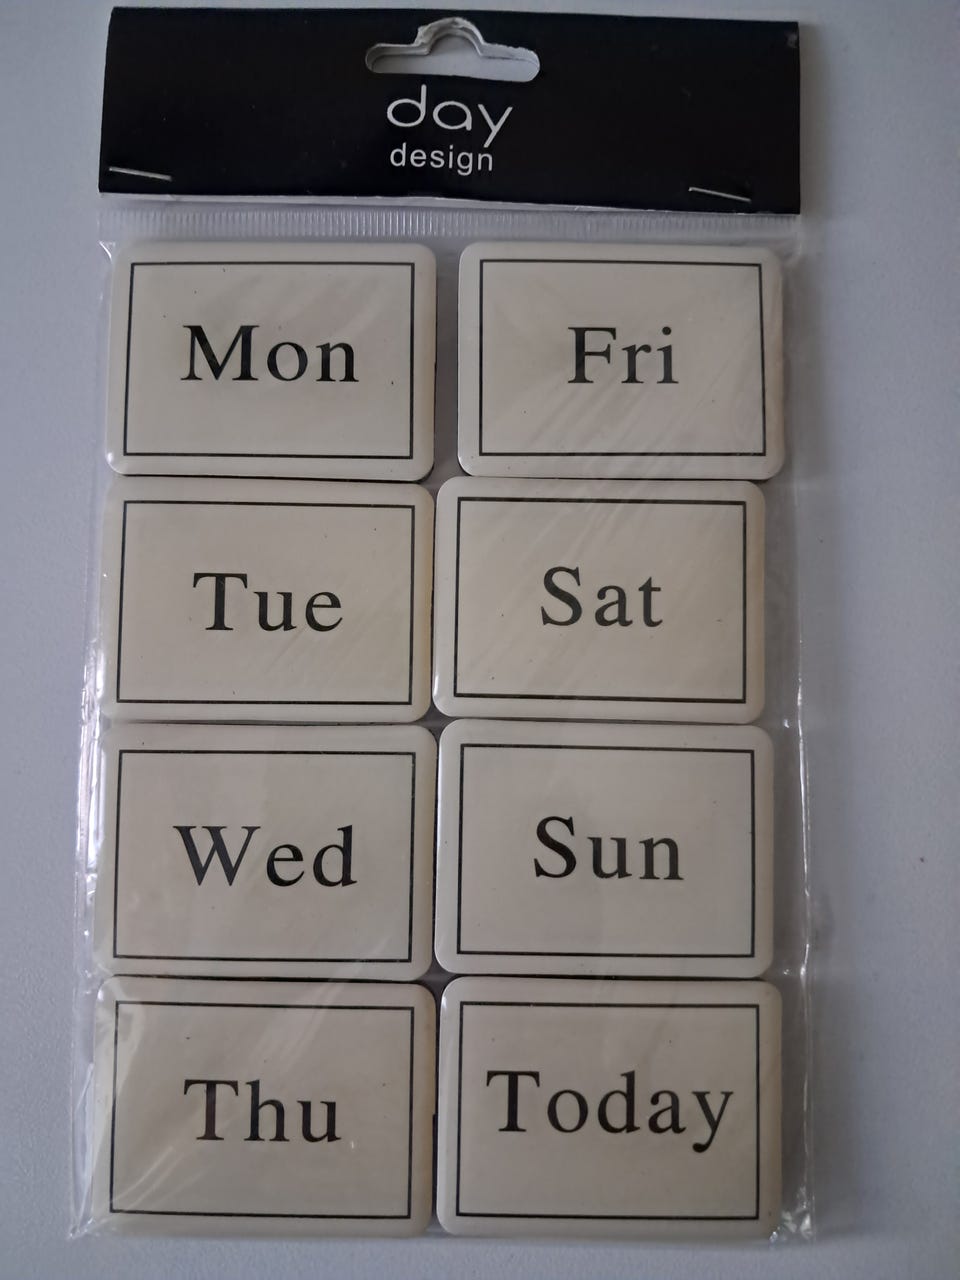 day
design
Mon
Tue
Wed
Thu
Fri
Sat
Sun
Today